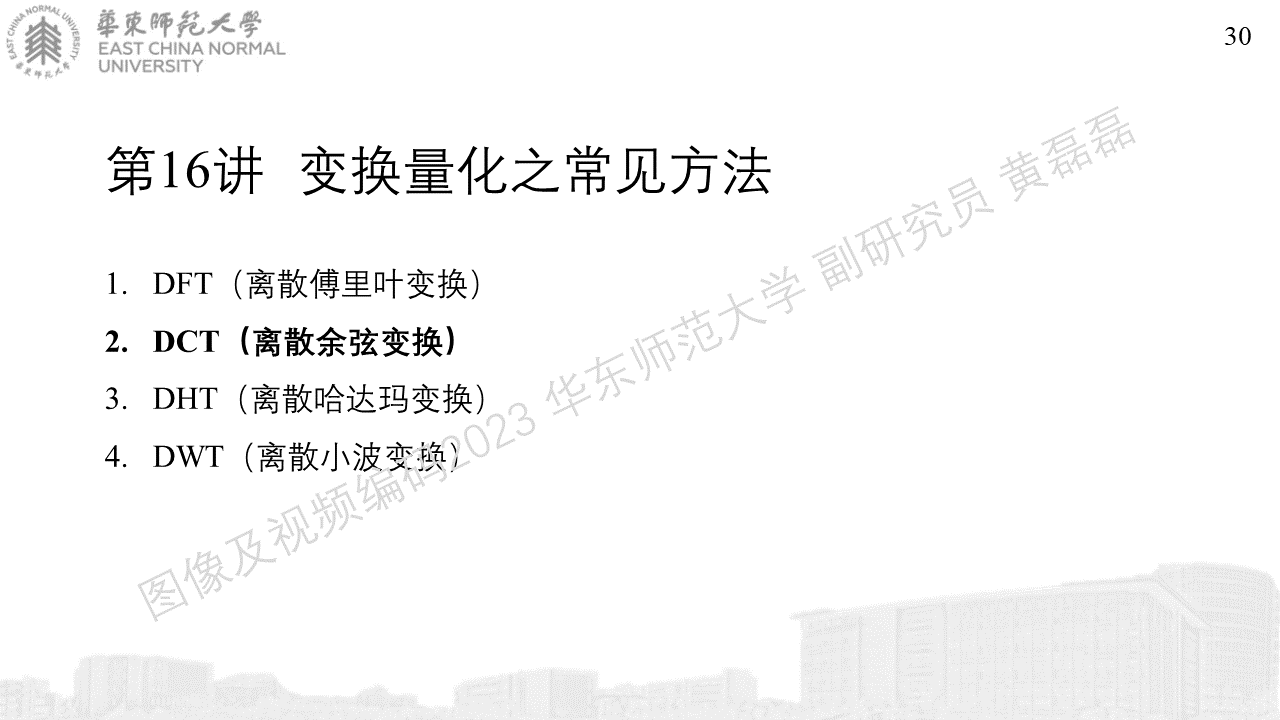 華東師範大學
EAST CHINA NORMAL
UNIVERSITY
30
第16讲 变换量化之常见方法
1. DFT（离散傅里叶变换）
2. DCT（离散余弦变换）
3. DHT（离散哈达玛变换）
4. DWT（离散小波变换）
图像及视频编码2023 华东师范大学 副研究员 黄磊磊
EAST CHINA NORMAL UNIVERSITY
華東師範大學